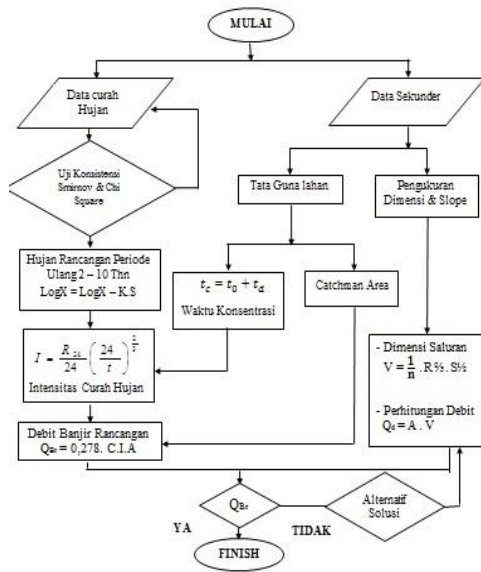 MULAI
Data curah
Hujan
Data Sekunder
Uji Konsistensi
Smirnov & Chi
Square
Tata Guna lahan
Pengukuran
Dimensi & Slope
Hujan Rancangan Periode
Ulang 2 – 10 Thn
LogX = LogX – K.S
t_c = t_0 + t_d
Waktu Konsentrasi
Catchman Area
I = R_24 / 24 (24 / t)^{2/3}
Intensitas Curah Hujan
- Dimensi Saluran
V = 1/n . R⅔ . S½
- Perhitungan Debit
Q_d = A . V
Debit Banjir Rancangan
Q_Br = 0,278. C.I.A
Q_Br
Alternatif
Solusi
YA
TIDAK
FINISH